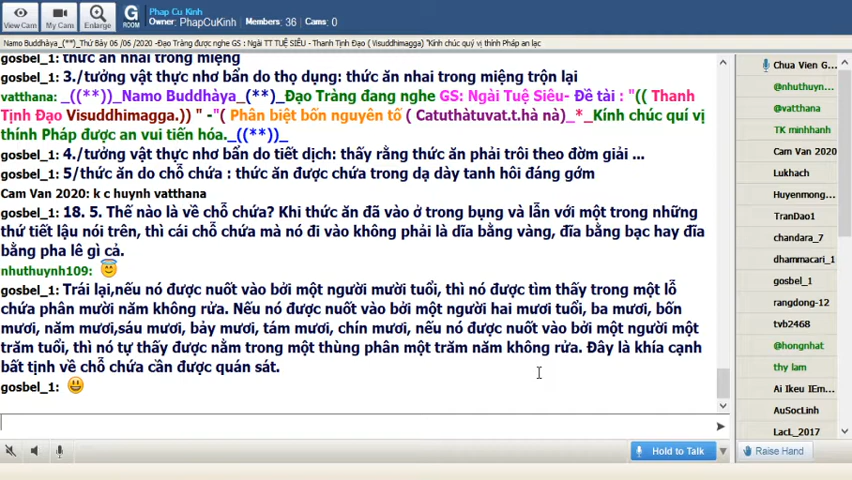 View Cam
My Cam
Enlarge
G
ROOM
Phap Cu Kinh
Owner: PhapCuKinh
Members: 36
Cams: 0
Namo Buddhàya_(**)_Thứ Bảy 06 /06 /2020 -Đạo Tràng được nghe GS : Ngài TT TUỆ SIÊU - Thanh Tịnh Đạo ( Visuddhimagga) "Kính chúc quý vị thính Pháp an lạc
gosbel_1: thức ăn nhai trong miệng
gosbel_1: 3./tưởng vật thực nhơ bẩn do thọ dụng: thức ăn nhai trong miệng trộn lại
vatthana: _((**))_Namo Buddhàya_(**)_Đạo Tràng đang nghe GS: Ngài Tuệ Siêu- Đề tài : "(( Thanh
Tịnh Đạo Visuddhimagga.)) " -"( Phân biệt bốn nguyên tố ( Catuthàtuvat.t.hà nà)_*_Kính chúc quí vị
thính Pháp được an vui tiến hóa._((**))_
gosbel_1: 4./tưởng vật thực nhơ bẩn do tiết dịch: thấy rằng thức ăn phải trôi theo đờm giải ...
gosbel_1: 5/thức ăn do chỗ chứa : thức ăn được chứa trong dạ dày tanh hôi đáng gớm
Cam Van 2020: k c huynh vatthana
gosbel_1: 18. 5. Thế nào là về chỗ chứa? Khi thức ăn đã vào ở trong bụng và lẫn với một trong những
thứ tiết lậu nói trên, thì cái chỗ chứa mà nó đi vào không phải là dĩa bằng vàng, đĩa bằng bạc hay dĩa
bằng pha lê gì cả.
nhuthuynh109:
gosbel_1: Trái lại,nếu nó được nuốt vào bởi một người mười tuổi, thì nó được tìm thấy trong một lỗ
chứa phân mười năm không rửa. Nếu nó được nuốt vào bởi một người hai mươi tuổi, ba mươi, bốn
mươi, năm mươi,sáu mươi, bảy mươi, tám mươi, chín mươi, nếu nó được nuốt vào bởi một người một
trăm tuổi, thì nó tự thấy được nằm trong một thùng phân một trăm năm không rửa. Đây là khía cạnh
bất tịnh về chỗ chứa cần được quán sát.
gosbel_1:
Hold to Talk
Raise Hand
Chua Vien G...
@nhuthuyn...
@vatthana
TK minhhanh
Cam Van 2020
Lukhach
Huyenmong...
TranDao1
chandara_7
dhammacari_1
gosbel_1
rangdong-12
tvb2468
@hongnhat
thy lam
Ai Ikeu IEm...
AuSocLinh
LacL_2017